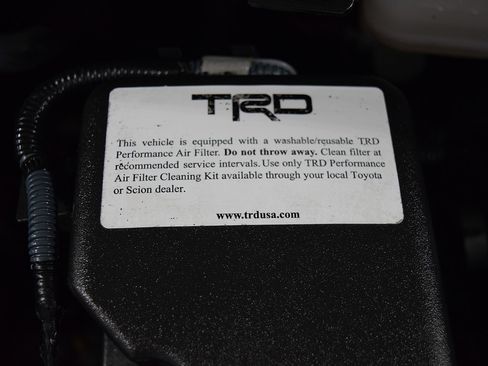 TRD
This vehicle is equipped with a washable/reusable TRD
Performance Air Filter. Do not throw away. Clean filter at
recommended service intervals. Use only TRD Performance
Air Filter Cleaning Kit available through your local Toyota
or Scion dealer.
www.trdusa.com